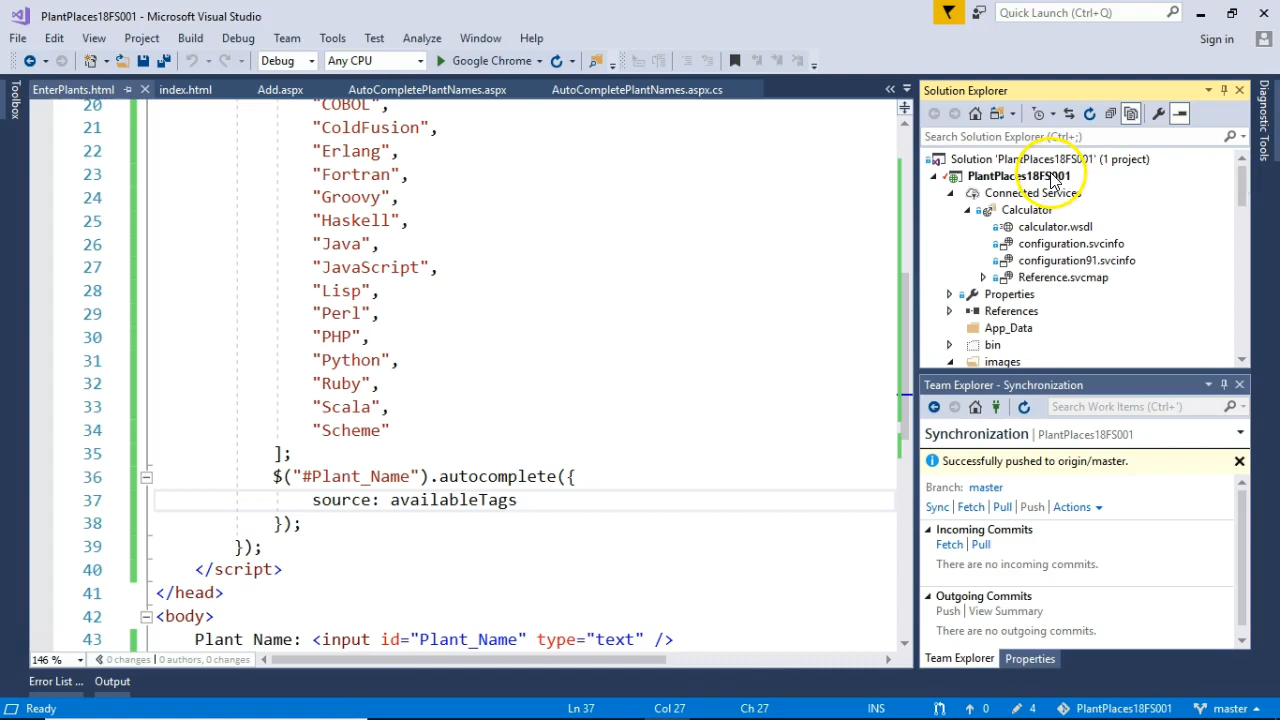 PlantPlaces18FS001 - Microsoft Visual Studio
Quick Launch (Ctrl+Q)
File Edit View Project Build Debug Team Tools Test Analyze Window Help
Sign in
Debug Any CPU Google Chrome
Toolbox
EnterPlants.html index.html Add.aspx AutoCompletePlantNames.aspx AutoCompletePlantNames.aspx.cs
20 "COBOL",
21 "ColdFusion",
22 "Erlang",
23 "Fortran",
24 "Groovy",
25 "Haskell",
26 "Java",
27 "JavaScript",
28 "Lisp",
29 "Perl",
30 "PHP",
31 "Python",
32 "Ruby",
33 "Scala",
34 "Scheme"
35 ];
36 $("#Plant_Name").autocomplete({
37 source: availableTags
38 });
39 });
40 </script>
41 </head>
42 <body>
43 Plant Name: <input id="Plant_Name" type="text" />
146 % 0 changes | 0 authors, 0 changes
Error List ... Output
Solution Explorer
Search Solution Explorer (Ctrl+;)
Solution 'PlantPlaces18FS001' (1 project)
PlantPlaces18FS001
Connected Services
Calculator
calculator.wsdl
configuration.svcinfo
configuration91.svcinfo
Reference.svcmap
Properties
References
App_Data
bin
images
Team Explorer - Synchronization
Search Work Items (Ctrl+')
Synchronization | PlantPlaces18FS001
Successfully pushed to origin/master.
Branch: master
Sync | Fetch | Pull | Push | Actions
Incoming Commits
Fetch | Pull
There are no incoming commits.
Outgoing Commits
Push | View Summary
There are no outgoing commits.
Team Explorer Properties
Diagnostic Tools
Ready Ln 37 Col 27 Ch 27 INS 0 4 PlantPlaces18FS001 master